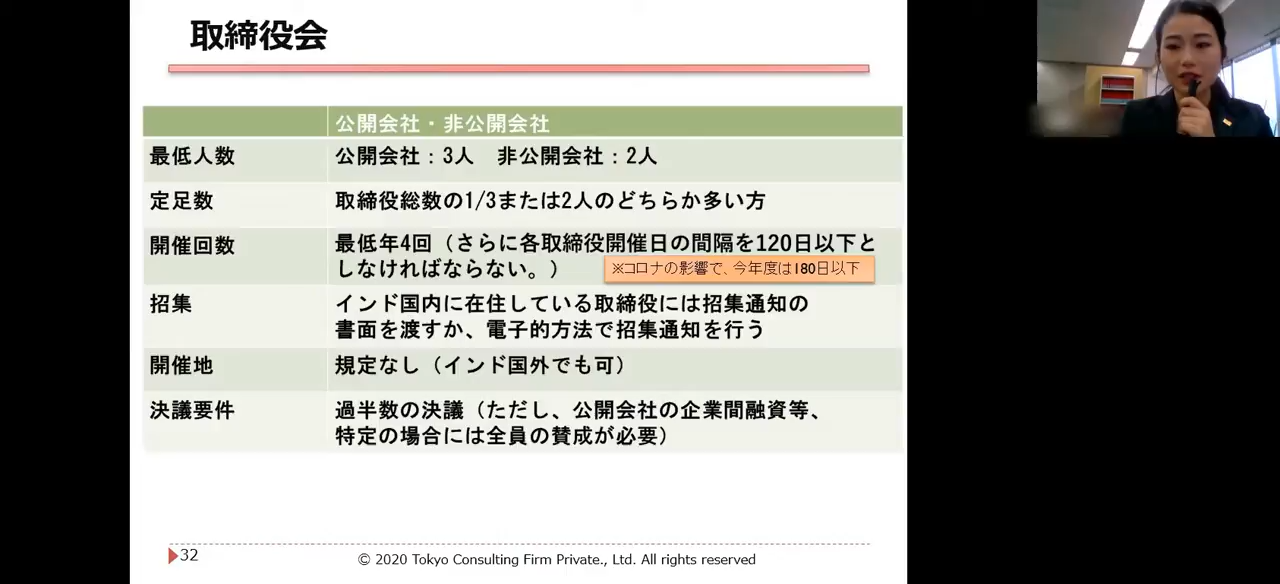 取締役会
公開会社・非公開会社
最低人数
公開会社：3人　非公開会社：2人
定足数
取締役総数の1/3または2人のどちらか多い方
開催回数
最低年4回（さらに各取締役開催日の間隔を120日以下と
しなければならない。）
※コロナの影響で、今年度は180日以下
招集
インド国内に在住している取締役には招集通知の
書面を渡すか、電子的方法で招集通知を行う
開催地
規定なし（インド国外でも可）
決議要件
過半数の決議（ただし、公開会社の企業間融資等、
特定の場合には全員の賛成が必要）
32
© 2020 Tokyo Consulting Firm Private., Ltd. All rights reserved